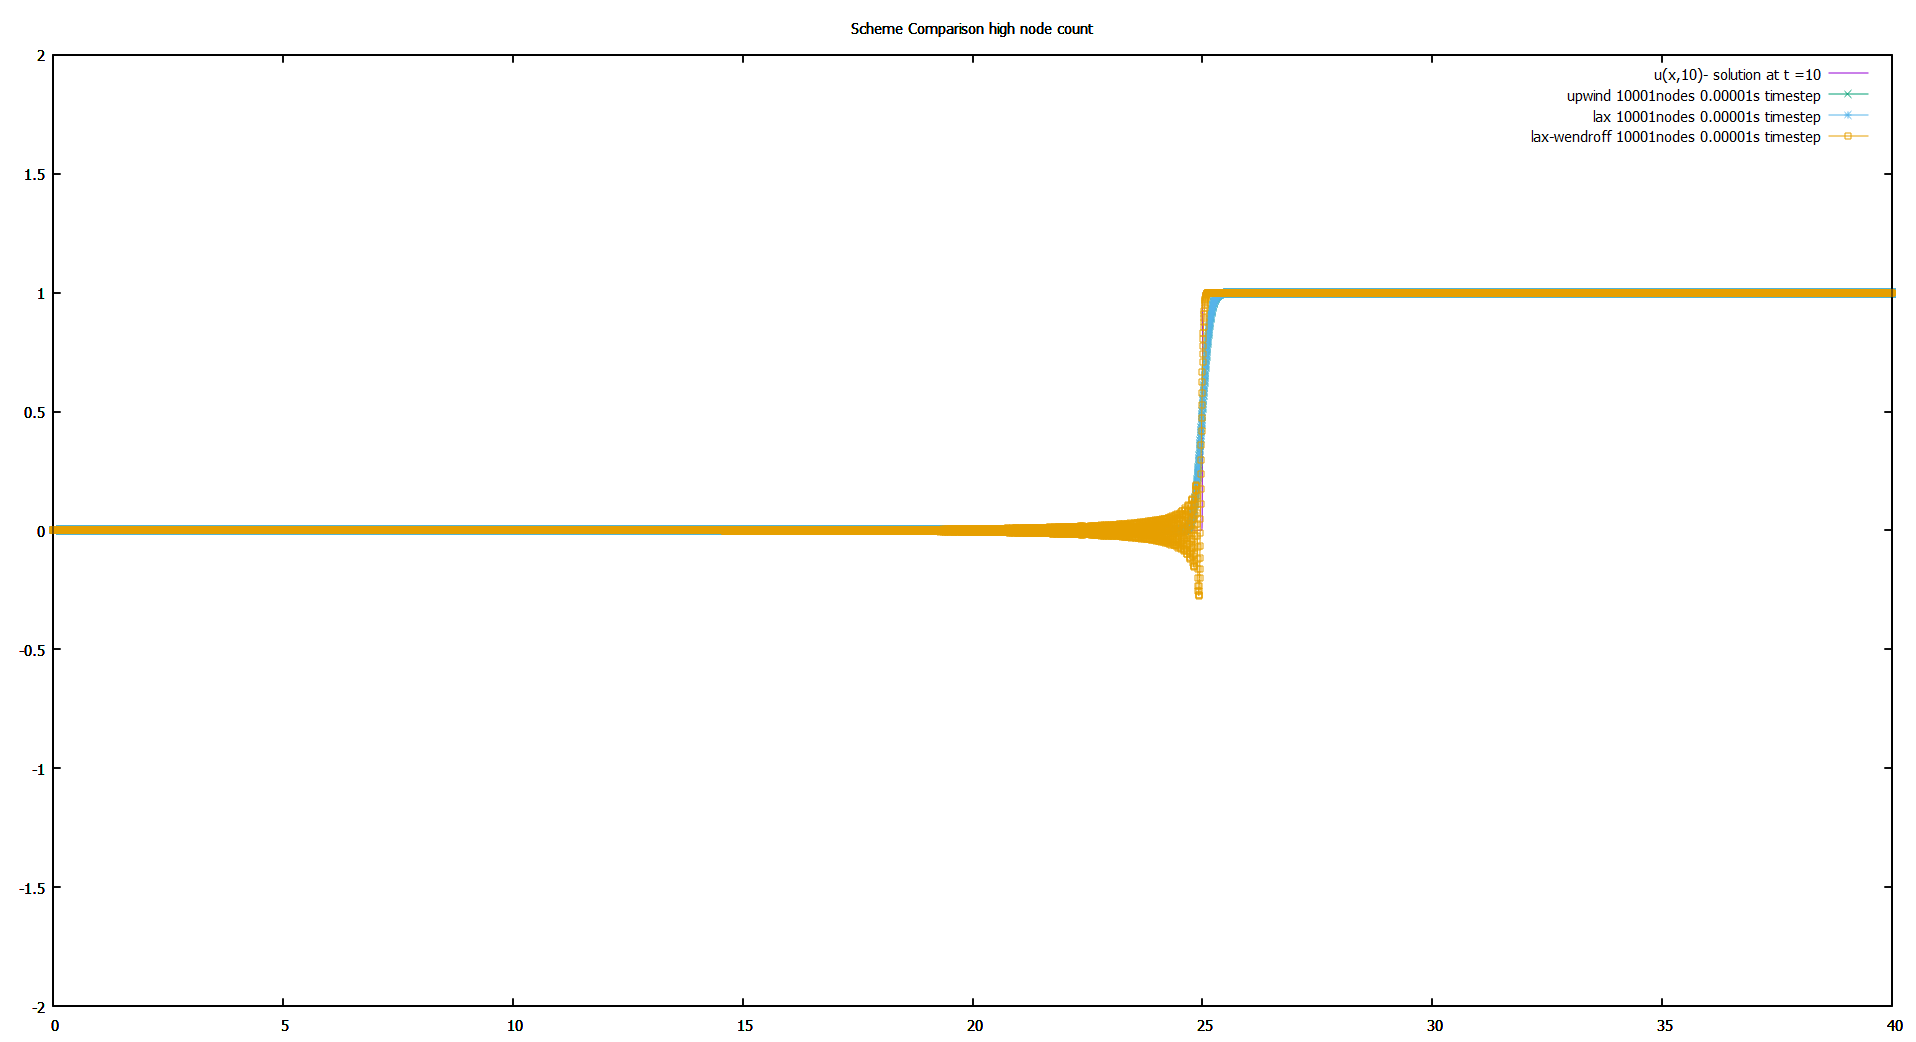 Scheme Comparison high node count
2
u(x,10)- solution at t =10
upwind 10001nodes 0.00001s timestep
lax 10001nodes 0.00001s timestep
lax-wendroff 10001nodes 0.00001s timestep
1.5
1
0.5
0
-0.5
-1
-1.5
-2
0 5 10 15 20 25 30 35 40